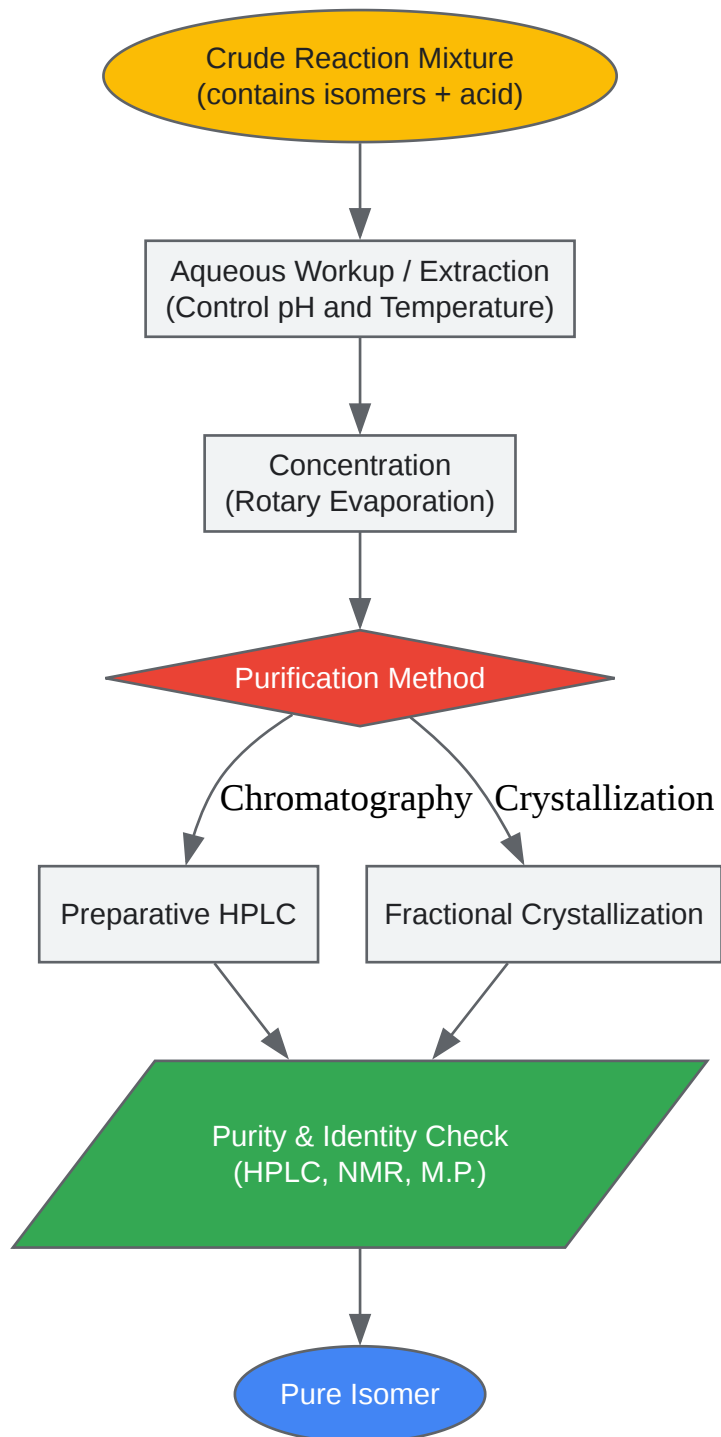 Crude Reaction Mixture
(contains isomers + acid)
Aqueous Workup / Extraction
(Control pH and Temperature)
Concentration
(Rotary Evaporation)
Purification Method
Chromatography
Crystallization
Preparative HPLC
Fractional Crystallization
Purity & Identity Check
(HPLC, NMR, M.P.)
Pure Isomer